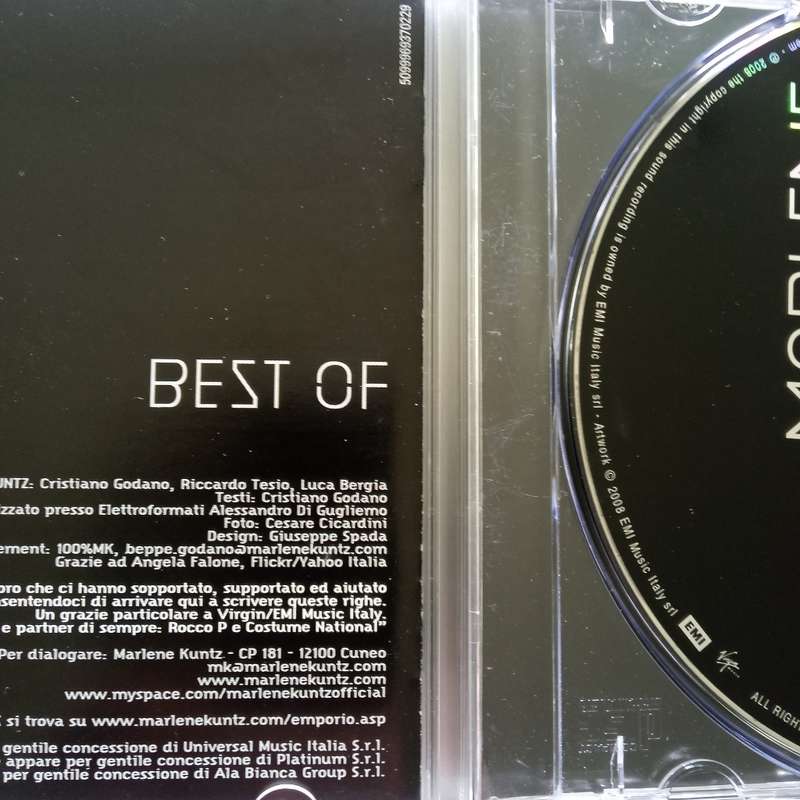 5099969370229
BEST OF
UNTZ: Cristiano Godano, Riccardo Tesio, Luca Bergia
Testi: Cristiano Godano
izzato presso Elettroformati Alessandro Di Guglielmo
Foto: Cesare Cicardini
Design: Giuseppe Spada
ement: 100%MK, beppe.godano@marlenekuntz.com
Grazie ad Angela Falone, Flickr/Yahoo Italia
oro che ci hanno sopportato, supportato ed aiutato
sentendoci di arrivare qui a scrivere queste righe.
Un grazie particolare a Virgin/EMI Music Italy.
e partner di sempre: Rocco P e Costume National"
Per dialogare: Marlene Kuntz - CP 181 - 12100 Cuneo
mk@marlenekuntz.com
www.marlenekuntz.com
www.myspace.com/marlenekuntzofficial
si trova su www.marlenekuntz.com/emporio.asp
gentile concessione di Universal Music Italia S.r.l.
appare per gentile concessione di Platinum S.r.l.
per gentile concessione di Ala Bianca Group S.r.l.
℗ 2008 the copyright in this sound recording is owned by EMI Music Italy srl · Artwork © 2008 EMI Music Italy srl
EMI
Virgin
ALL RIGH
MARLENE